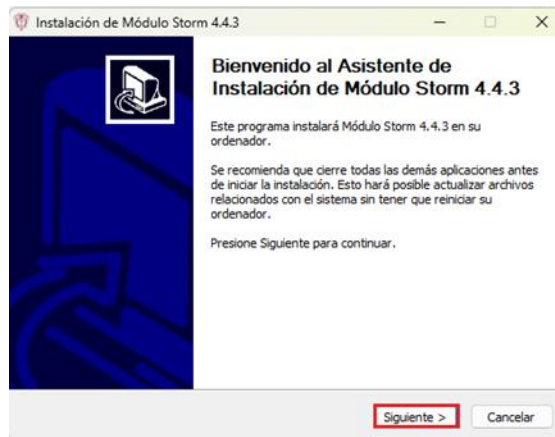 Instalación de Módulo Storm 4.4.3
Bienvenido al Asistente de
Instalación de Módulo Storm 4.4.3
Este programa instalará Módulo Storm 4.4.3 en su
ordenador.
Se recomienda que cierre todas las demás aplicaciones antes
de iniciar la instalación. Esto hará posible actualizar archivos
relacionados con el sistema sin tener que reiniciar su
ordenador.
Presione Siguiente para continuar.
Siguiente >
Cancelar